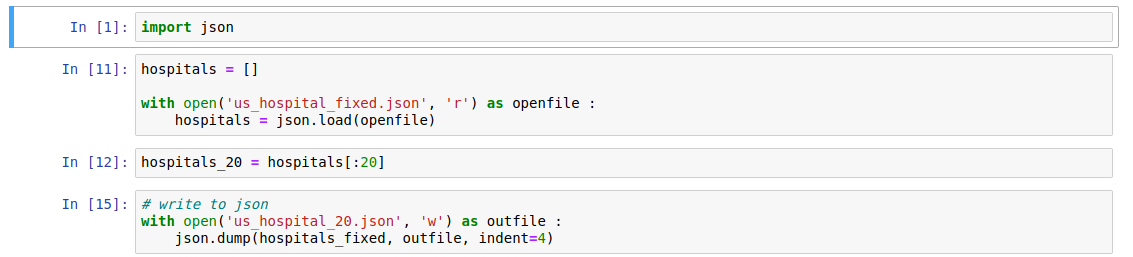 In [1]: import json
In [11]: hospitals = []
with open('us_hospital_fixed.json', 'r') as openfile :
    hospitals = json.load(openfile)
In [12]: hospitals_20 = hospitals[:20]
In [15]: # write to json
with open('us_hospital_20.json', 'w') as outfile :
    json.dump(hospitals_fixed, outfile, indent=4)